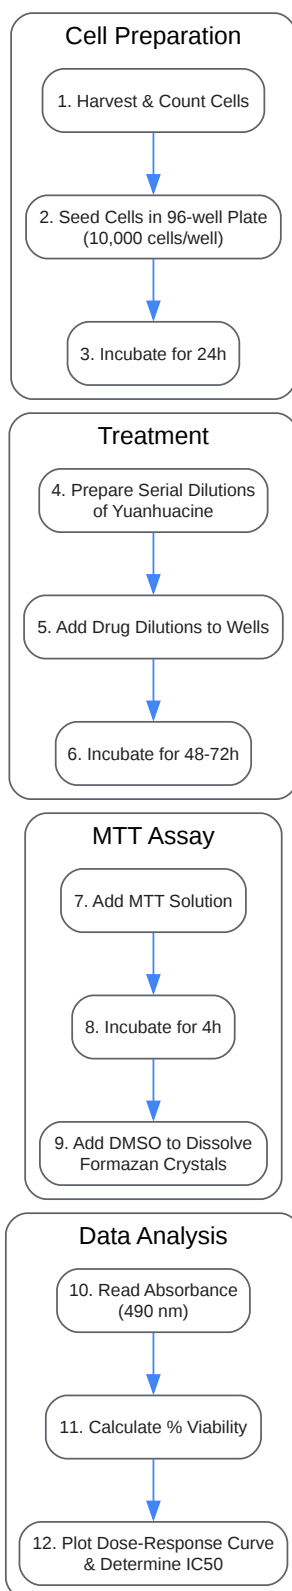 Cell Preparation
1. Harvest & Count Cells
2. Seed Cells in 96-well Plate
(10,000 cells/well)
3. Incubate for 24h
Treatment
4. Prepare Serial Dilutions
of Yuanhuacine
5. Add Drug Dilutions to Wells
6. Incubate for 48-72h
MTT Assay
7. Add MTT Solution
8. Incubate for 4h
9. Add DMSO to Dissolve
Formazan Crystals
Data Analysis
10. Read Absorbance
(490 nm)
11. Calculate % Viability
12. Plot Dose-Response Curve
& Determine IC50